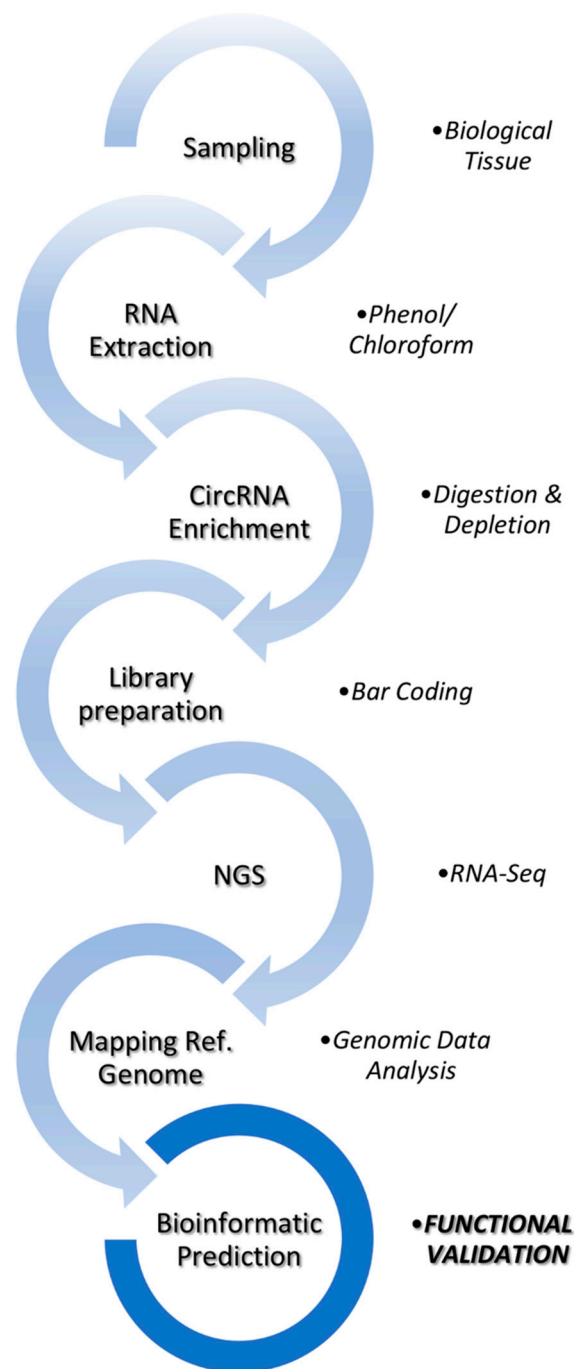 Sampling
•Biological
Tissue
RNA
Extraction
•Phenol/
Chloroform
CircRNA
Enrichment
•Digestion &
Depletion
Library
preparation
•Bar Coding
NGS
•RNA-Seq
Mapping Ref.
Genome
•Genomic Data
Analysis
Bioinformatic
Prediction
•FUNCTIONAL
VALIDATION